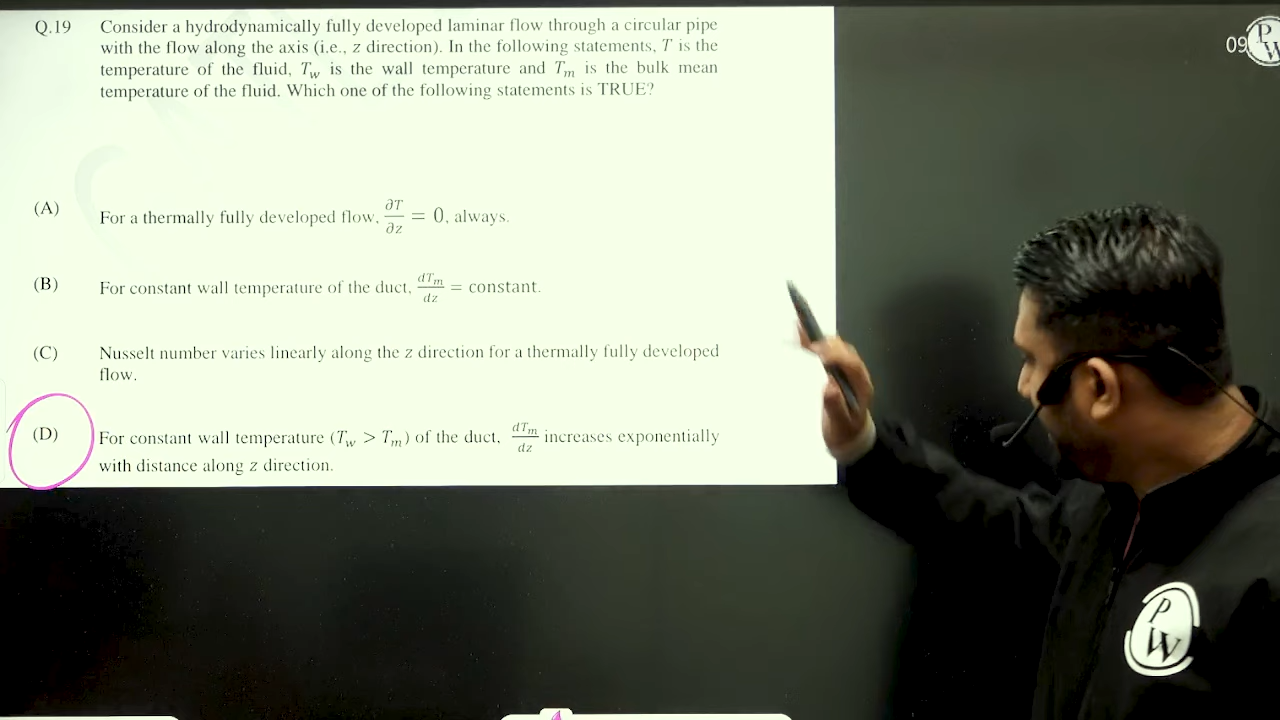 Q.19 Consider a hydrodynamically fully developed laminar flow through a circular pipe
with the flow along the axis (i.e., z direction). In the following statements, T is the
temperature of the fluid, T_w is the wall temperature and T_m is the bulk mean
temperature of the fluid. Which one of the following statements is TRUE?
09
PW
(A) For a thermally fully developed flow, ∂T/∂z = 0, always.
(B) For constant wall temperature of the duct, dT_m/dz = constant.
(C) Nusselt number varies linearly along the z direction for a thermally fully developed
flow.
(D) For constant wall temperature (T_w > T_m) of the duct, dT_m/dz increases exponentially
with distance along z direction.
PW